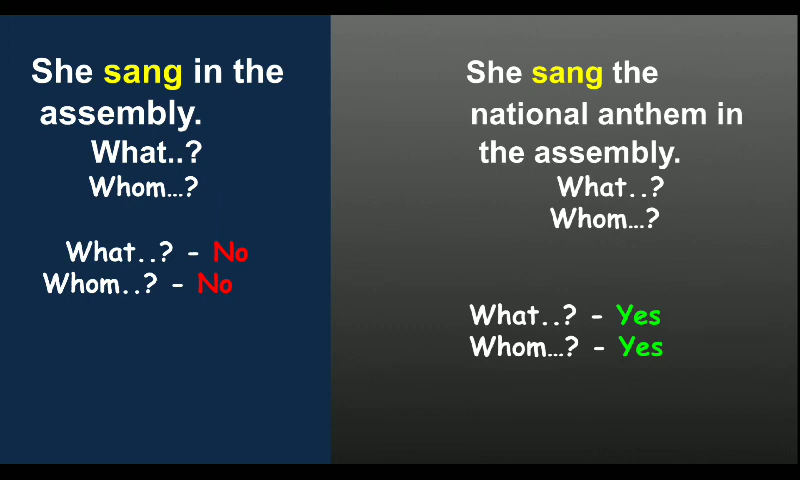 She sang in the
assembly.
What..?
Whom...?
What..? - No
Whom..? - No
She sang the
national anthem in
the assembly.
What..?
Whom...?
What..? - Yes
Whom...? - Yes